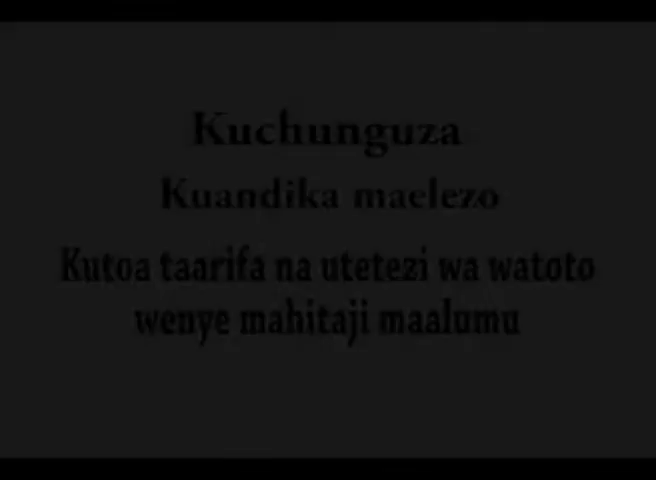 Kuchunguza
Kuandika maelezo
Kutoa taarifa na utetezi wa watoto
wenye mahitaji maalumu